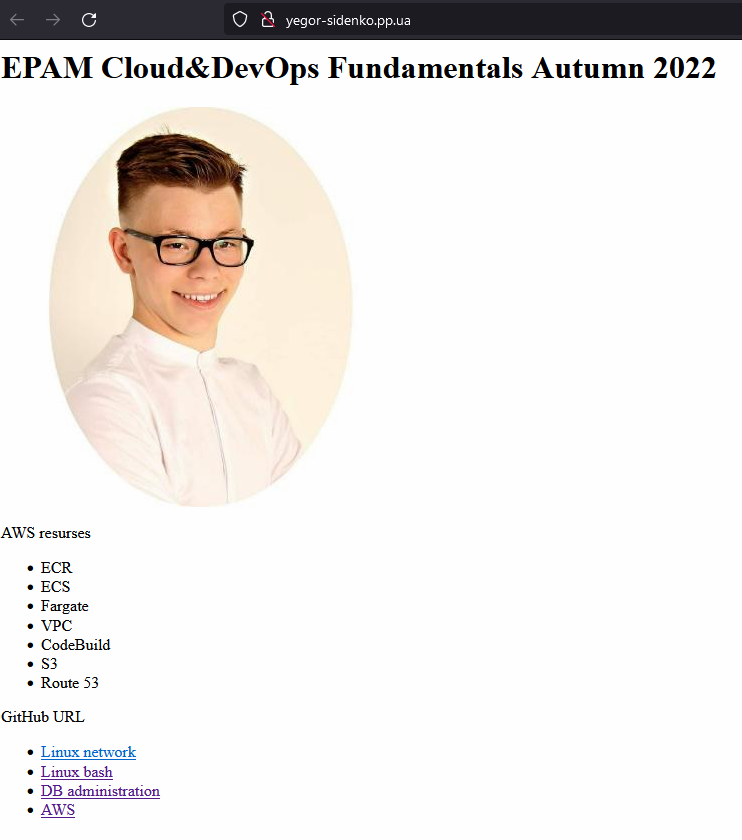 yegor-sidenko.pp.ua
EPAM Cloud&DevOps Fundamentals Autumn 2022
AWS resurses
ECR
ECS
Fargate
VPC
CodeBuild
S3
Route 53
GitHub URL
Linux network
Linux bash
DB administration
AWS